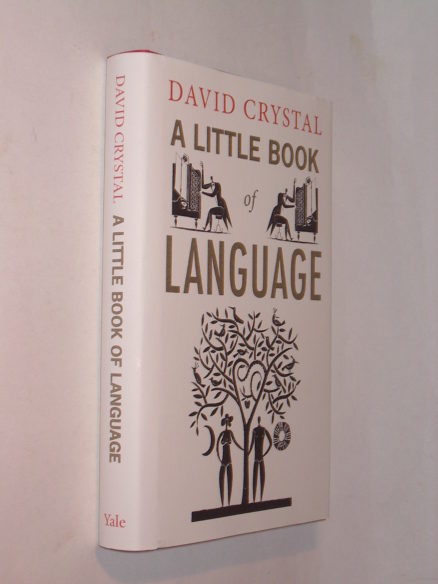 DAVID CRYSTAL
A LITTLE BOOK
of
LANGUAGE
DAVID CRYSTAL A LITTLE BOOK OF LANGUAGE
Yale